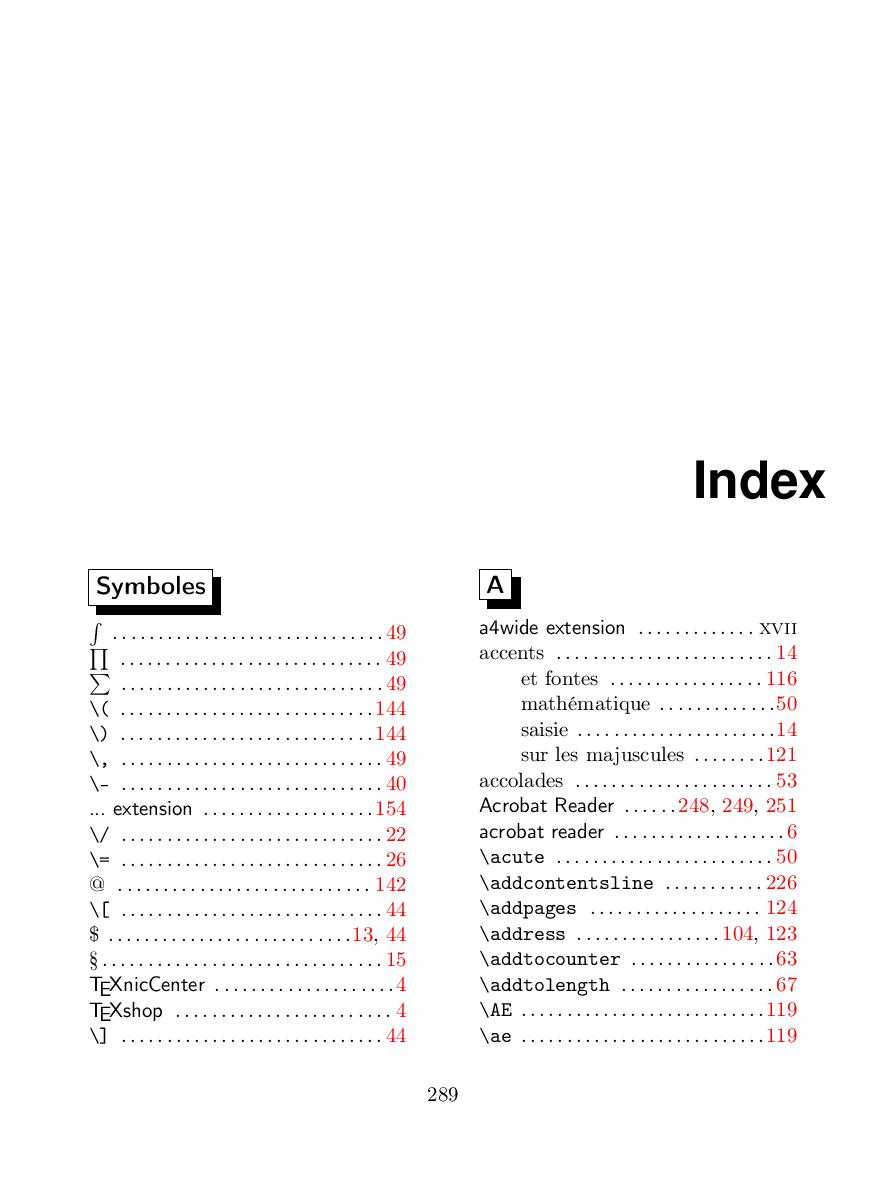 Index
Symboles
∫ .............................. 49
∏ ............................. 49
∑ ............................. 49
\( ............................ 144
\) ............................ 144
\, ............................. 49
\- ............................. 40
... extension ................... 154
\/ ............................. 22
\= ............................. 26
@ ............................ 142
\[ ............................. 44
$ ........................... 13, 44
§ ............................... 15
TEXnicCenter .................... 4
TEXshop ........................ 4
\] ............................. 44
A
a4wide extension ............. XVII
accents ........................ 14
et fontes ................. 116
mathématique ............. 50
saisie ...................... 14
sur les majuscules ........ 121
accolades ...................... 53
Acrobat Reader ...... 248, 249, 251
acrobat reader ................... 6
\acute ........................ 50
\addcontentsline ........... 226
\addpages ................... 124
\address ................ 104, 123
\addtocounter ................ 63
\addtolength ................. 67
\AE ........................... 119
\ae ........................... 119
289